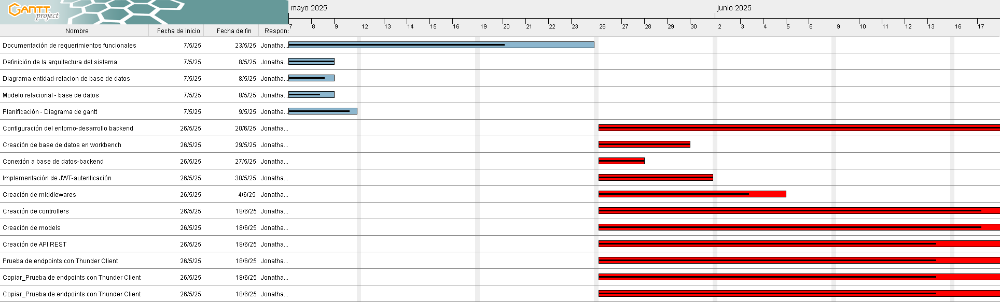 GANTT project
mayo 2025 junio 2025
7 8 9 12 13 14 15 16 19 20 21 22 23 26 27 28 29 30 2 3 4 5 6 9 10 11 12 13 16 17
Nombre Fecha de inicio Fecha de fin Respon:
Documentación de requerimientos funcionales 7/5/25 23/5/25 Jonatha...
Definición de la arquitectura del sistema 7/5/25 8/5/25 Jonatha...
Diagrama entidad-relacion de base de datos 7/5/25 8/5/25 Jonatha...
Modelo relacional - base de datos 7/5/25 8/5/25 Jonatha...
Planificación - Diagrama de gantt 7/5/25 9/5/25 Jonatha...
Configuración del entorno-desarrollo backend 26/5/25 20/6/25 Jonatha...
Creación de base de datos en workbench 26/5/25 29/5/25 Jonatha...
Conexión a base de datos-backend 26/5/25 27/5/25 Jonatha...
Implementación de JWT-autenticación 26/5/25 30/5/25 Jonatha...
Creación de middlewares 26/5/25 4/6/25 Jonatha...
Creación de controllers 26/5/25 18/6/25 Jonatha...
Creación de models 26/5/25 18/6/25 Jonatha...
Creación de API REST 26/5/25 18/6/25 Jonatha...
Prueba de endpoints con Thunder Client 26/5/25 18/6/25 Jonatha...
Copiar_Prueba de endpoints con Thunder Client 26/5/25 18/6/25 Jonatha...
Copiar_Prueba de endpoints con Thunder Client 26/5/25 18/6/25 Jonatha...